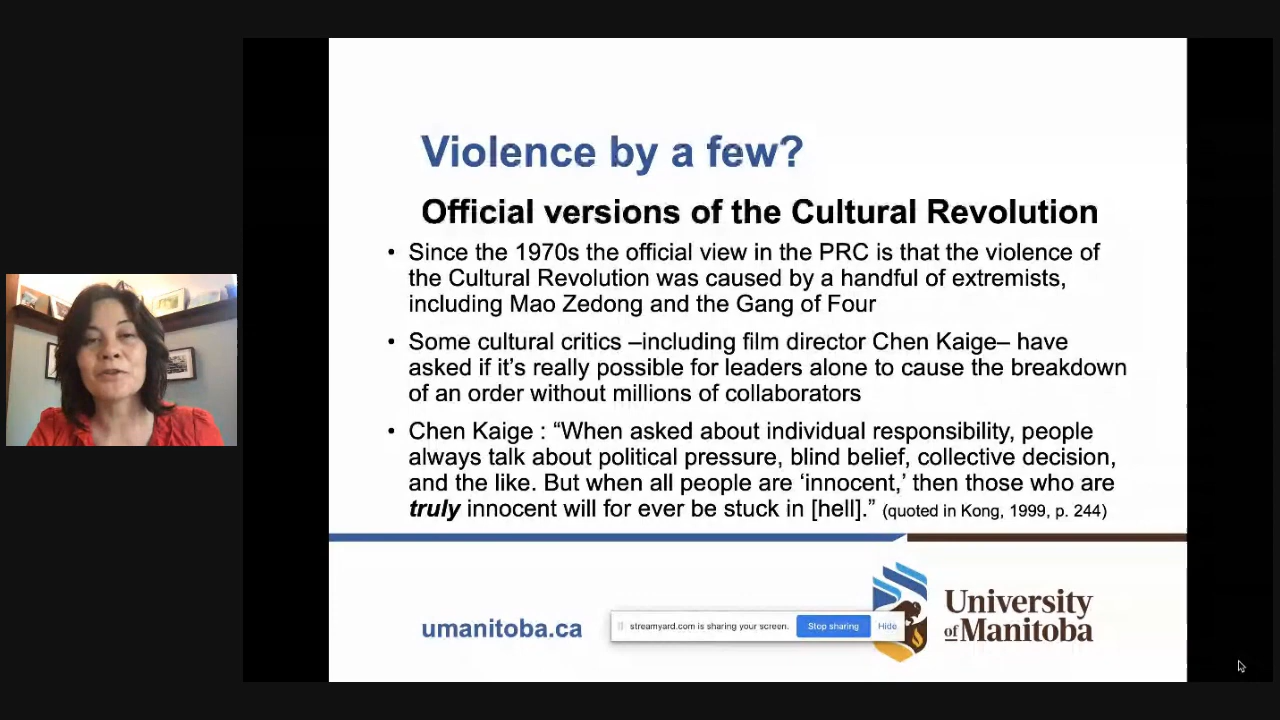 Violence by a few?
Official versions of the Cultural Revolution
• Since the 1970s the official view in the PRC is that the violence of
the Cultural Revolution was caused by a handful of extremists,
including Mao Zedong and the Gang of Four
• Some cultural critics –including film director Chen Kaige– have
asked if it's really possible for leaders alone to cause the breakdown
of an order without millions of collaborators
• Chen Kaige : “When asked about individual responsibility, people
always talk about political pressure, blind belief, collective decision,
and the like. But when all people are ‘innocent,’ then those who are
truly innocent will for ever be stuck in [hell].” (quoted in Kong, 1999, p. 244)
umanitoba.ca
streamyard.com is sharing your screen. Stop sharing Hide
University
of Manitoba